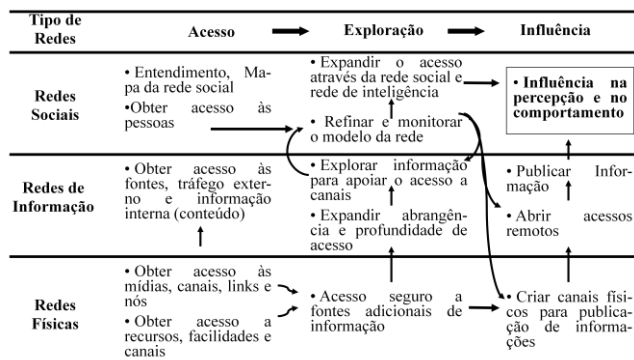 Tipo de
Redes
Acesso
Exploração
Influência
Redes
Sociais
• Entendimento, Ma-
pa da rede social
•Obter acesso às
pessoas
• Expandir o acesso
através da rede social e
rede de inteligência
• Refinar e monitorar
o modelo da rede
• Influência na
percepção e no
comportamento
Redes de
Informação
• Obter acesso às
fontes, tráfego exter-
no e informação
interna (conteúdo)
• Explorar informação
para apoiar o acesso a
canais
• Expandir abrangên-
cia e profundidade de
acesso
• Publicar Infor-
mação
• Abrir acessos
remotos
Redes
Físicas
• Obter acesso às
mídias, canais, links e
nós
• Obter acesso a
recursos, facilidades e
canais
• Acesso seguro a
fontes adicionais de
informação
• Criar canais físi-
cos para publica-
ção de informa-
ções